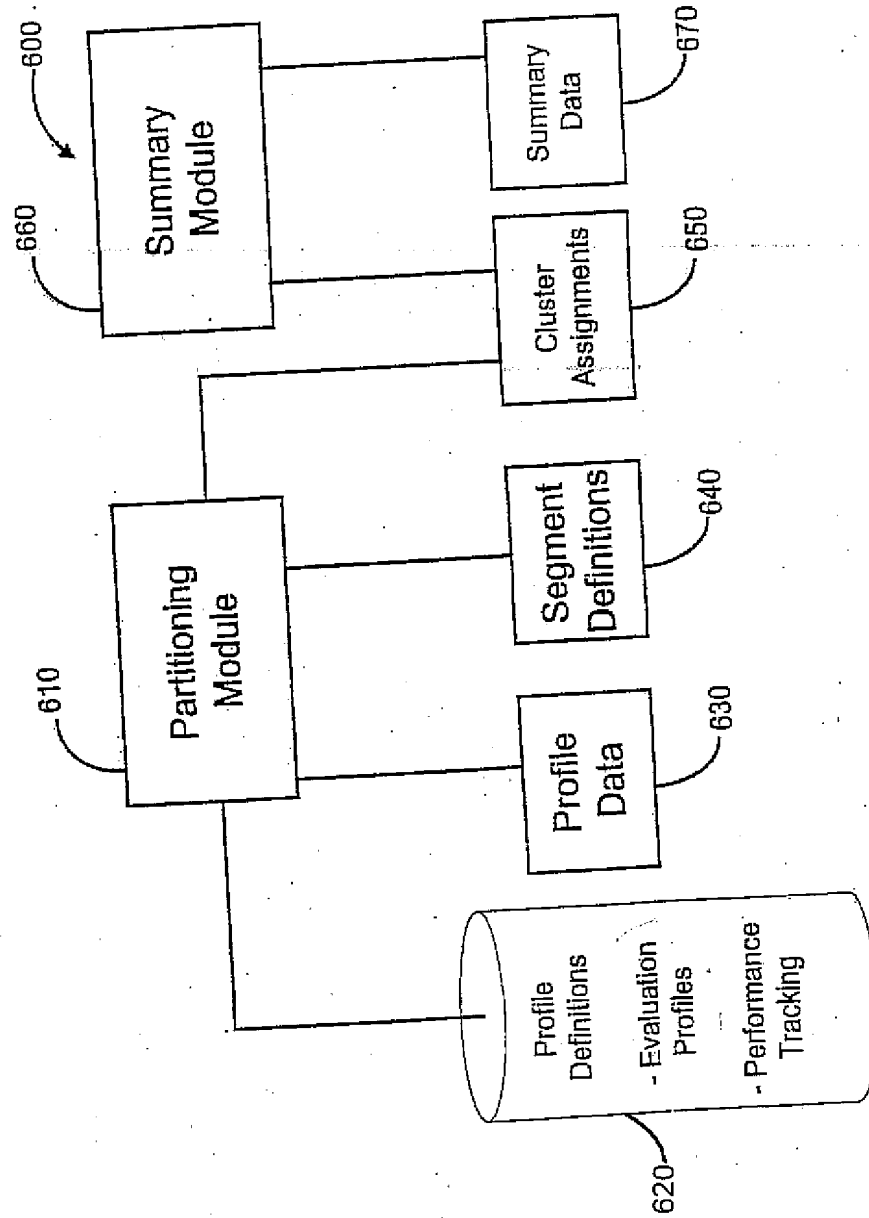 600
660
Summary
Module
610
Partitioning
Module
Profile
Definitions
- Evaluation
Profiles
- Performance
Tracking
620
Profile
Data
630
Segment
Definitions
640
Cluster
Assignments
650
Summary
Data
670